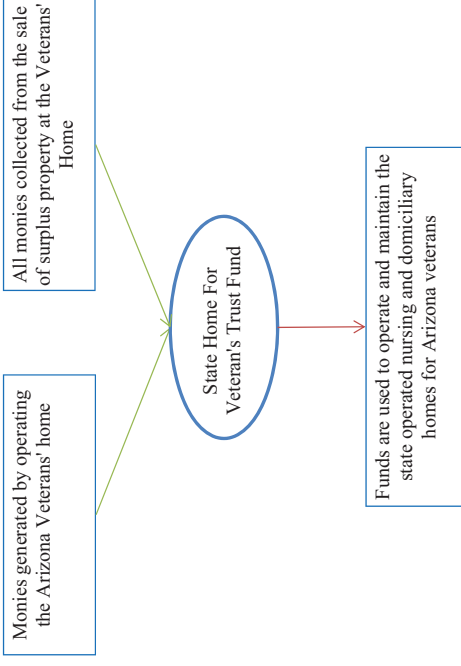 Monies generated by operating
the Arizona Veterans' home
All monies collected from the sale
of surplus property at the Veterans'
Home
State Home For
Veteran's Trust Fund
Funds are used to operate and maintain the
state operated nursing and domiciliary
homes for Arizona veterans